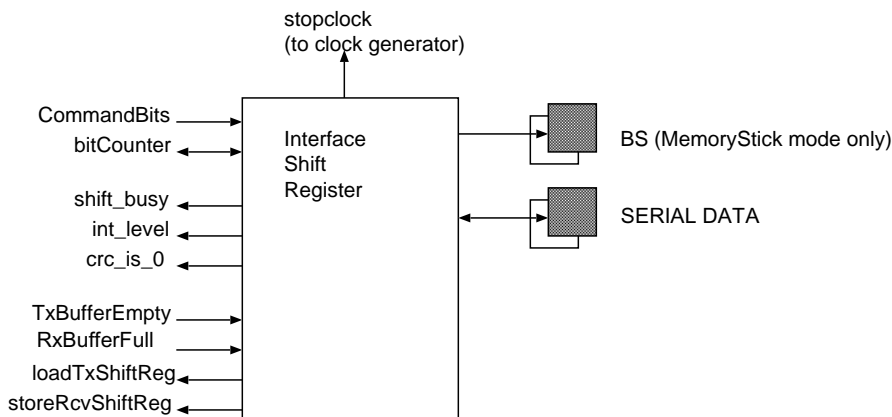 stopclock
(to clock generator)
CommandBits
bitCounter
shift_busy
int_level
crc_is_0
TxBufferEmpty
RxBufferFull
loadTxShiftReg
storeRcvShiftReg
Interface
Shift
Register
BS (MemoryStick mode only)
SERIAL DATA